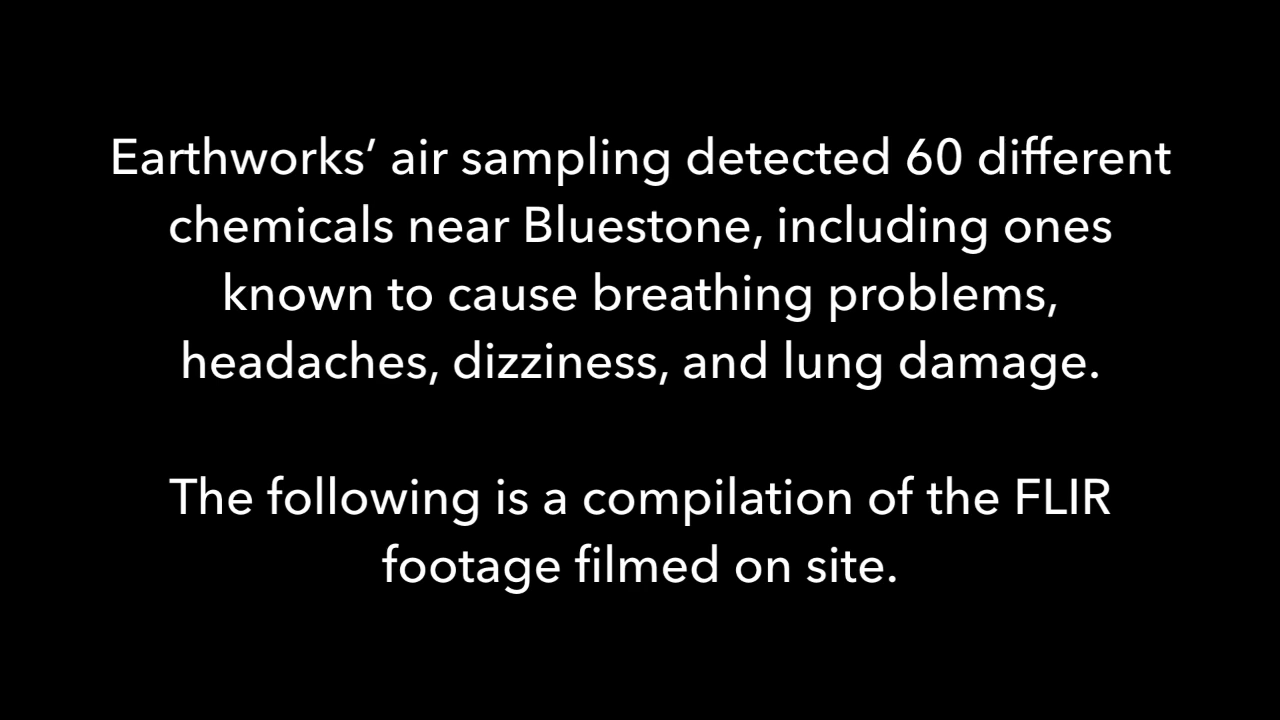 Earthworks’ air sampling detected 60 different
chemicals near Bluestone, including ones
known to cause breathing problems,
headaches, dizziness, and lung damage.
The following is a compilation of the FLIR
footage filmed on site.